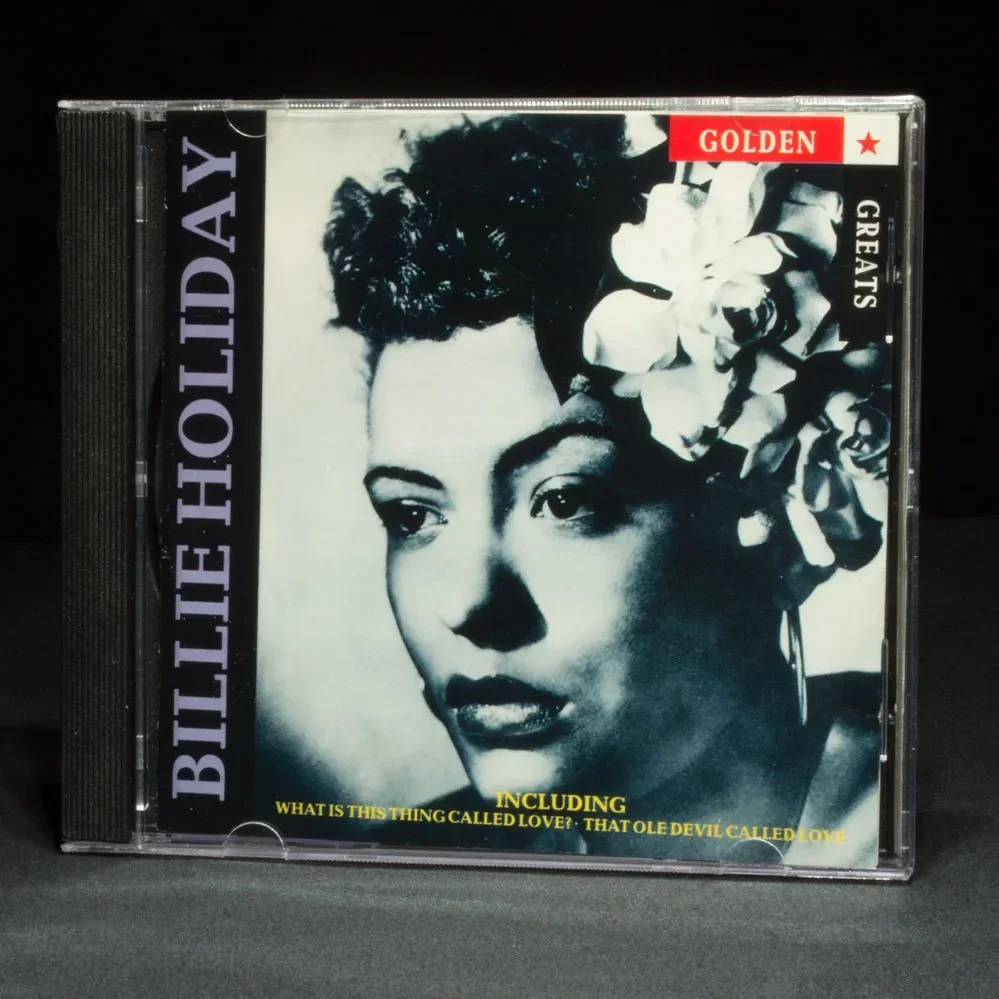 BILLIE HOLIDAY
GOLDEN
GREATS
INCLUDING
WHAT IS THIS THING CALLED LOVE? · THAT OLE DEVIL CALLED LOVE